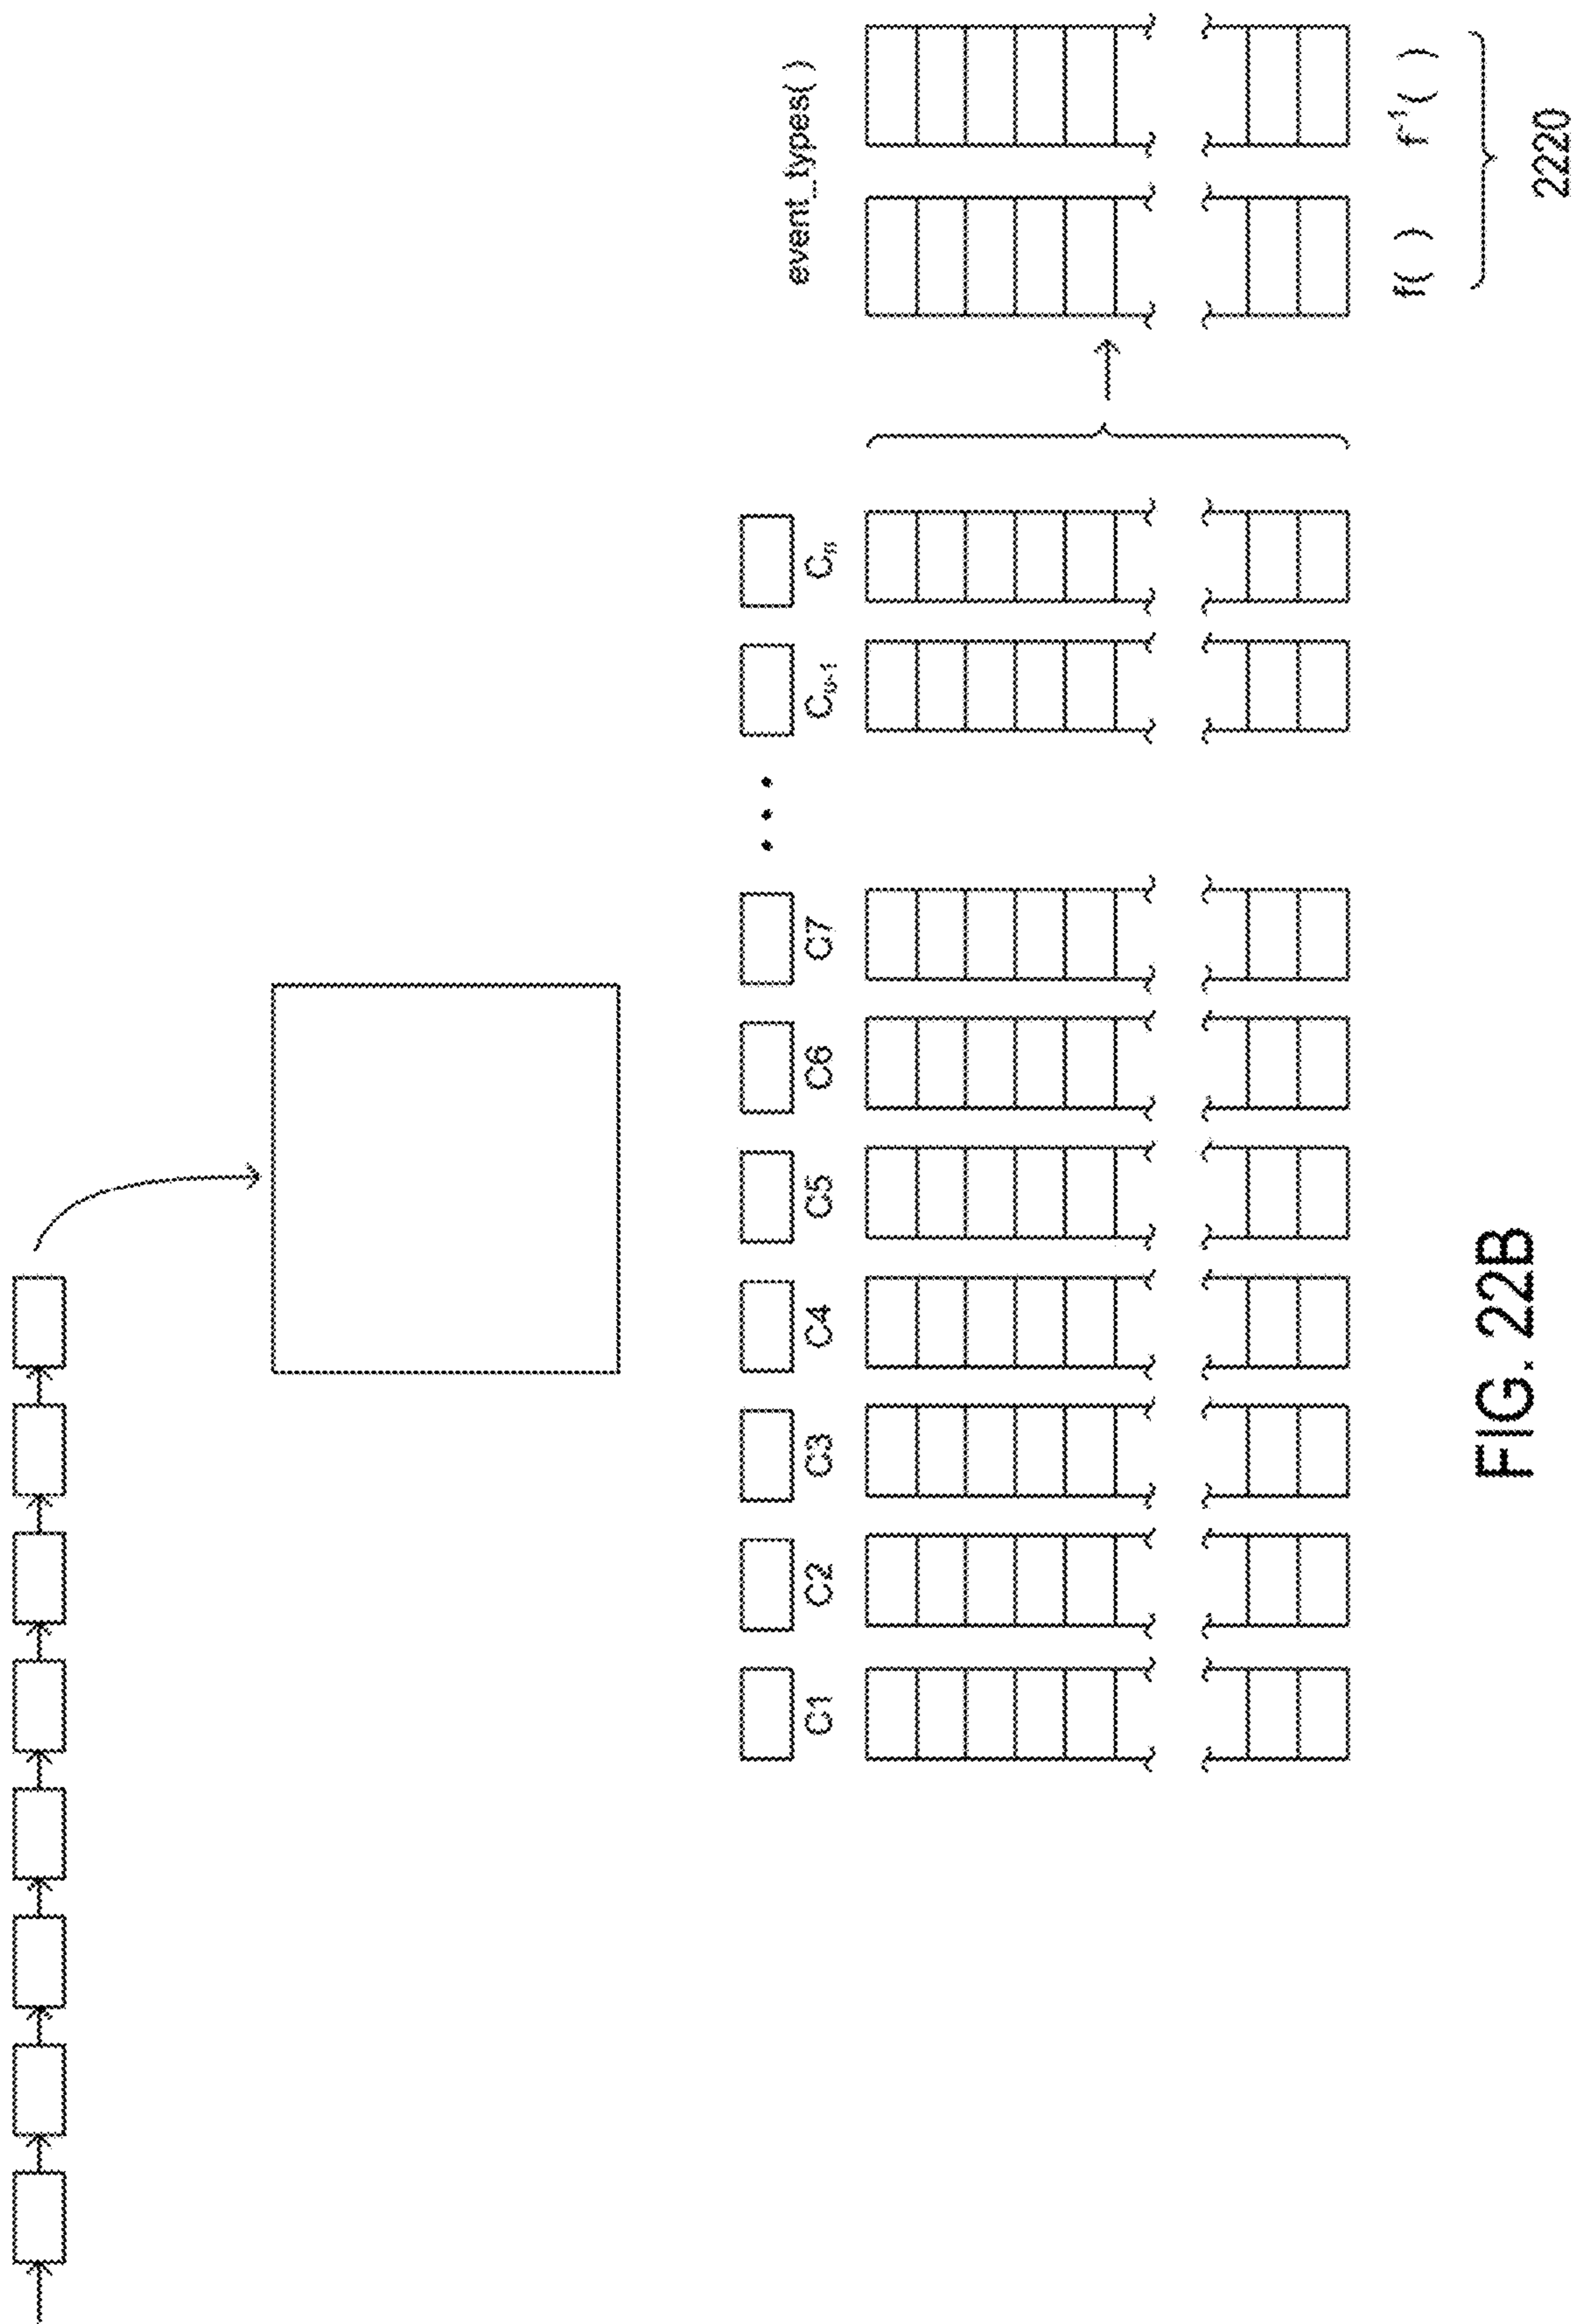 event_types( )
C1 C2 C3 C4 C5 C6 C7 • • • Cn-1 Cn
f( ) f-1( )
2220
FIG. 22B